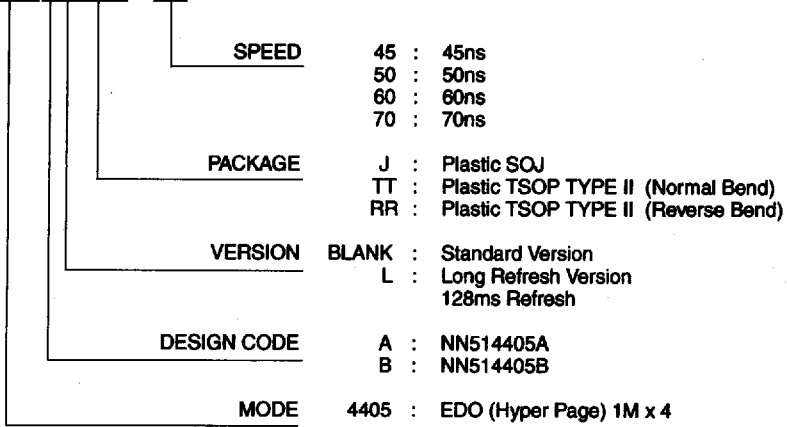 SPEED 45 : 45ns
50 : 50ns
60 : 60ns
70 : 70ns
PACKAGE J : Plastic SOJ
TT : Plastic TSOP TYPE II (Normal Bend)
RR : Plastic TSOP TYPE II (Reverse Bend)
VERSION BLANK : Standard Version
L : Long Refresh Version
128ms Refresh
DESIGN CODE A : NN514405A
B : NN514405B
MODE 4405 : EDO (Hyper Page) 1M x 4